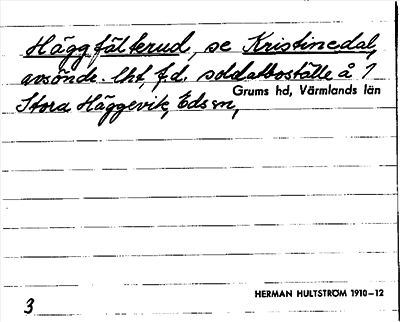 Häggfälterud, se Kristinedal,
avsönde. lht, f.d. soldatboställe å 1
Grums hd, Värmlands län
Stora Häggevik, Eds sn,
HERMAN HULTSTRÖM 1910–12
3